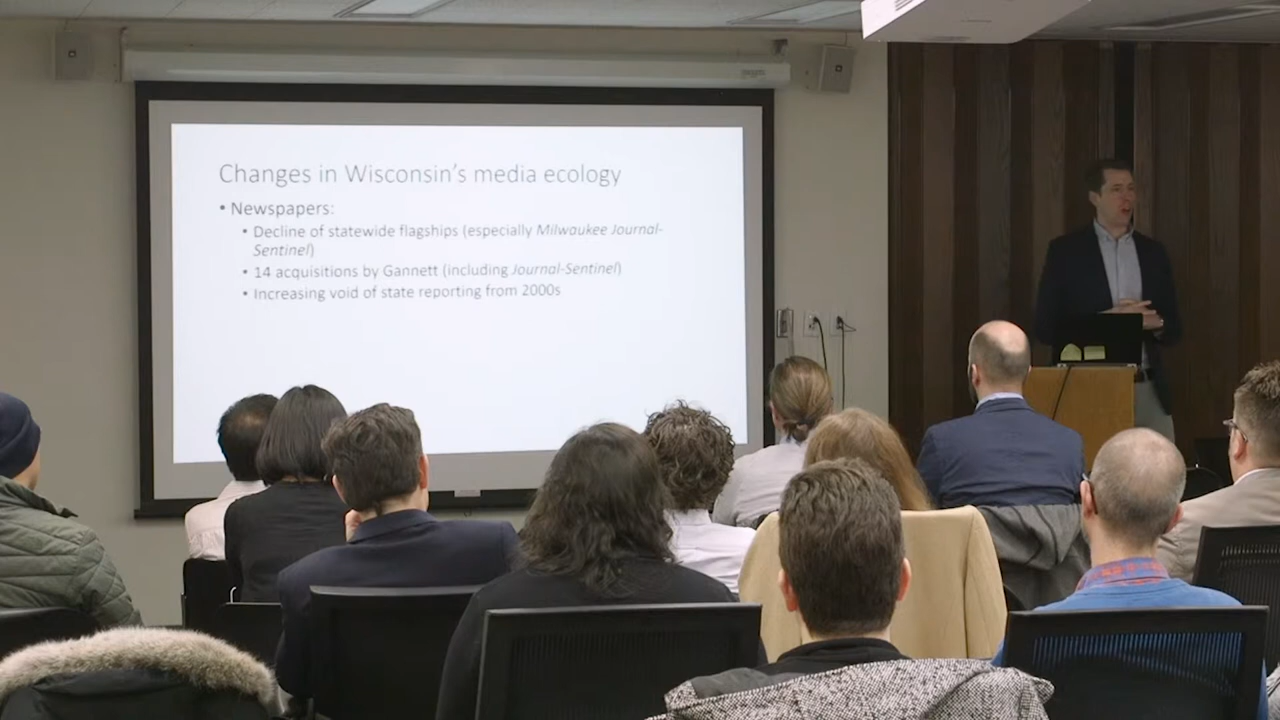 Changes in Wisconsin's media ecology
• Newspapers:
• Decline of statewide flagships (especially Milwaukee Journal-
Sentinel)
• 14 acquisitions by Gannett (including Journal-Sentinel)
• Increasing void of state reporting from 2000s